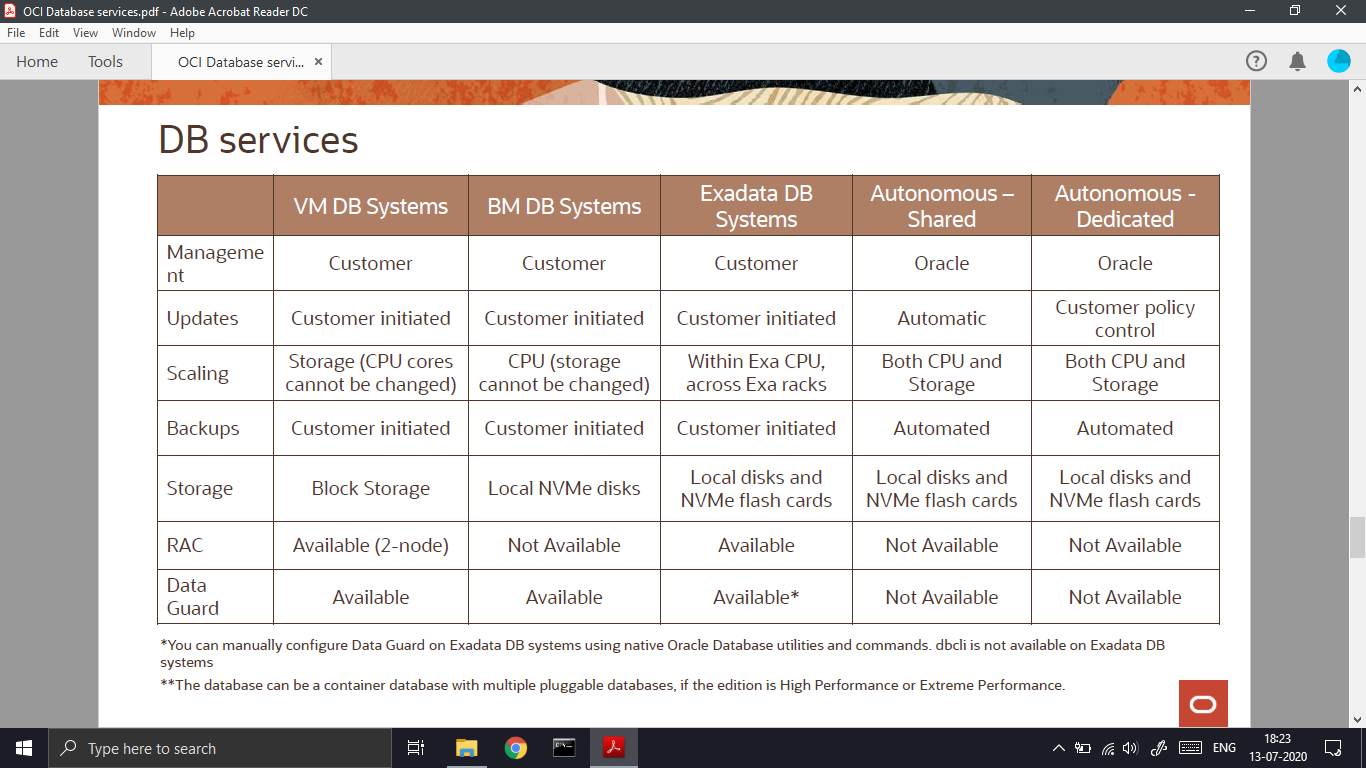 OCI Database services.pdf - Adobe Acrobat Reader DC
File Edit View Window Help
Home Tools OCI Database servi... ×
DB services
VM DB Systems BM DB Systems Exadata DB Systems Autonomous – Shared Autonomous - Dedicated
Manageme
nt Customer Customer Customer Oracle Oracle
Updates Customer initiated Customer initiated Customer initiated Automatic Customer policy control
Scaling Storage (CPU cores cannot be changed) CPU (storage cannot be changed) Within Exa CPU, across Exa racks Both CPU and Storage Both CPU and Storage
Backups Customer initiated Customer initiated Customer initiated Automated Automated
Storage Block Storage Local NVMe disks Local disks and NVMe flash cards Local disks and NVMe flash cards Local disks and NVMe flash cards
RAC Available (2-node) Not Available Available Not Available Not Available
Data Guard Available Available Available* Not Available Not Available
*You can manually configure Data Guard on Exadata DB systems using native Oracle Database utilities and commands. dbcli is not available on Exadata DB
systems
**The database can be a container database with multiple pluggable databases, if the edition is High Performance or Extreme Performance.
Type here to search
ENG
18:23
13-07-2020